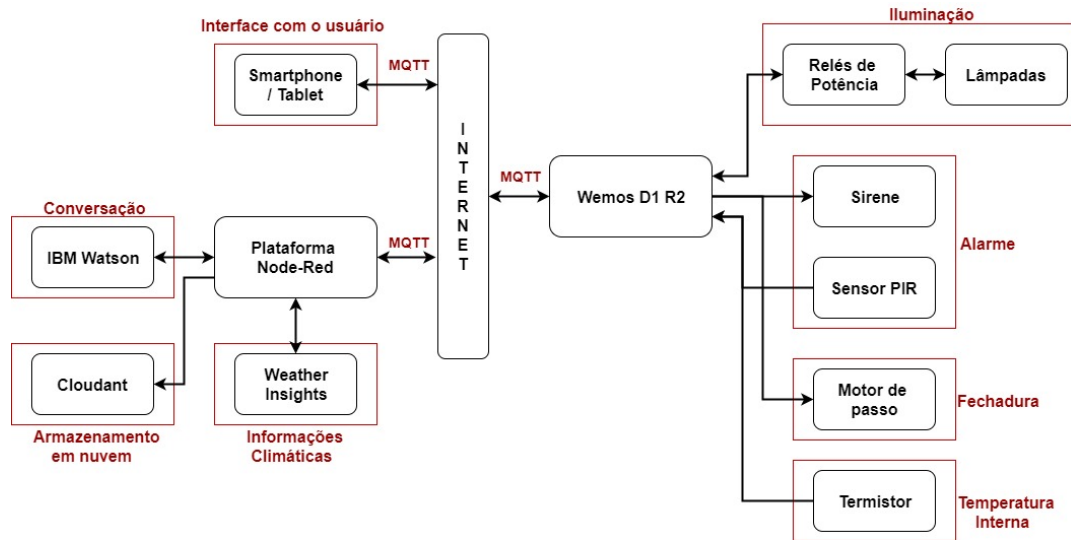 Interface com o usuário
Smartphone
/ Tablet
MQTT
I
N
T
E
R
N
E
T
MQTT
Wemos D1 R2
Iluminação
Relés de
Potência
Lâmpadas
Sirene
Alarme
Sensor PIR
Motor de
passo
Fechadura
Termistor
Temperatura
Interna
Conversação
IBM Watson
Plataforma
Node-Red
MQTT
Cloudant
Armazenamento
em nuvem
Weather
Insights
Informações
Climáticas